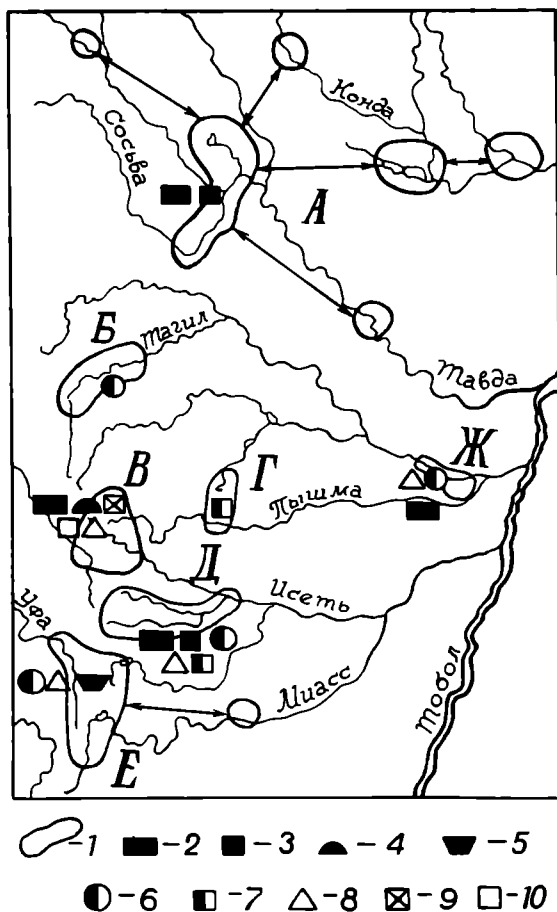 Конда
Сосьва
А
Б
Тагил
Тавда
В
Г
Ж
Пышма
Д
Исеть
Уфа
Миасс
Тобол
Е
-1 -2 -3 -4 -5
-6 -7 -8 -9 -10